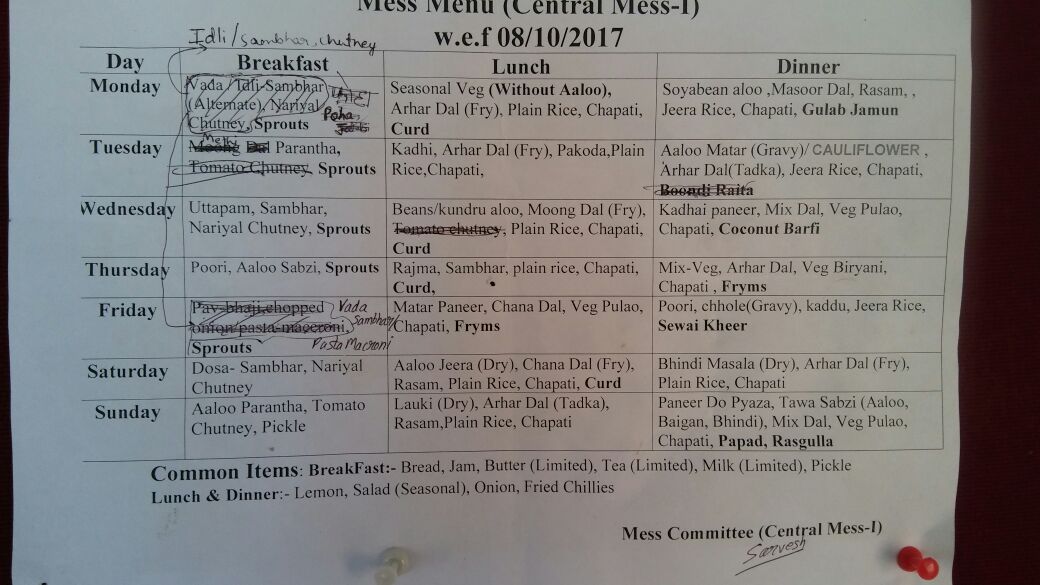 Mess Menu (Central Mess-I)
w.e.f 08/10/2017
Idli/Sambhar, chutney
Day Breakfast Lunch Dinner
Monday
Vada / Idli-Sambhar
(Alternate), Nariyal
Chutney, Sprouts
Poha
Seasonal Veg (Without Aaloo),
Arhar Dal (Fry), Plain Rice, Chapati,
Curd
Soyabean aloo ,Masoor Dal, Rasam, ,
Jeera Rice, Chapati, Gulab Jamun
Tuesday
Methi
Moong Dal Parantha,
Tomato Chutney, Sprouts
Kadhi, Arhar Dal (Fry), Pakoda,Plain
Rice,Chapati,
Aaloo Matar (Gravy)/ CAULIFLOWER ,
Arhar Dal(Tadka), Jeera Rice, Chapati,
Boondi Raita
Wednesday
Uttapam, Sambhar,
Nariyal Chutney, Sprouts
Beans/kundru aloo, Moong Dal (Fry),
Tomato chutney, Plain Rice, Chapati,
Curd
Kadhai paneer, Mix Dal, Veg Pulao,
Chapati, Coconut Barfi
Thursday
Poori, Aaloo Sabzi, Sprouts
Rajma, Sambhar, plain rice, Chapati,
Curd,
Mix-Veg, Arhar Dal, Veg Biryani,
Chapati , Fryms
Friday
Pav-bhaji,chopped
onion/pasta-maccroni,
Sprouts
Vada
Sambhar/
Pasta Macroni
Matar Paneer, Chana Dal, Veg Pulao,
Chapati, Fryms
Poori, chhole(Gravy), kaddu, Jeera Rice,
Sewai Kheer
Saturday
Dosa- Sambhar, Nariyal
Chutney
Aaloo Jeera (Dry), Chana Dal (Fry),
Rasam, Plain Rice, Chapati, Curd
Bhindi Masala (Dry), Arhar Dal (Fry),
Plain Rice, Chapati
Sunday
Aaloo Parantha, Tomato
Chutney, Pickle
Lauki (Dry), Arhar Dal (Tadka),
Rasam,Plain Rice, Chapati
Paneer Do Pyaza, Tawa Sabzi (Aaloo,
Baigan, Bhindi), Mix Dal, Veg Pulao,
Chapati, Papad, Rasgulla
Common Items: BreakFast:- Bread, Jam, Butter (Limited), Tea (Limited), Milk (Limited), Pickle
Lunch & Dinner:- Lemon, Salad (Seasonal), Onion, Fried Chillies
Mess Committee (Central Mess-I)
Sarvesh